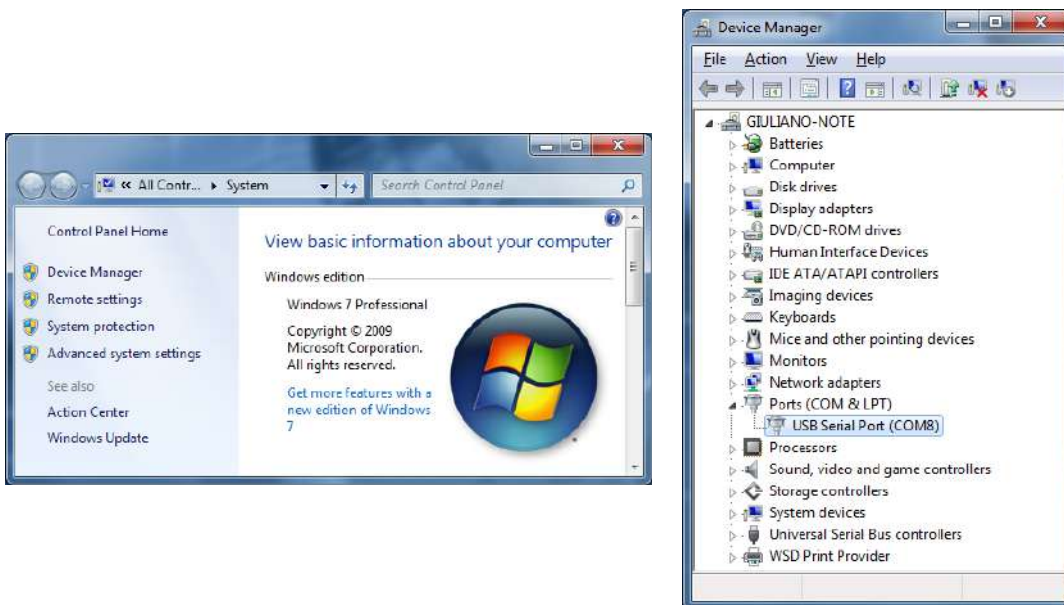 « All Contr... System
Search Control Panel
Control Panel Home
Device Manager
Remote settings
System protection
Advanced system settings
See also
Action Center
Windows Update
View basic information about your computer
Windows edition
Windows 7 Professional
Copyright © 2009
Microsoft Corporation.
All rights reserved.
Get more features with a
new edition of Windows
7
Device Manager
File Action View Help
GIULIANO-NOTE
Batteries
Computer
Disk drives
Display adapters
DVD/CD-ROM drives
Human Interface Devices
IDE ATA/ATAPI controllers
Imaging devices
Keyboards
Mice and other pointing devices
Monitors
Network adapters
Ports (COM & LPT)
USB Serial Port (COM8)
Processors
Sound, video and game controllers
Storage controllers
System devices
Universal Serial Bus controllers
WSD Print Provider